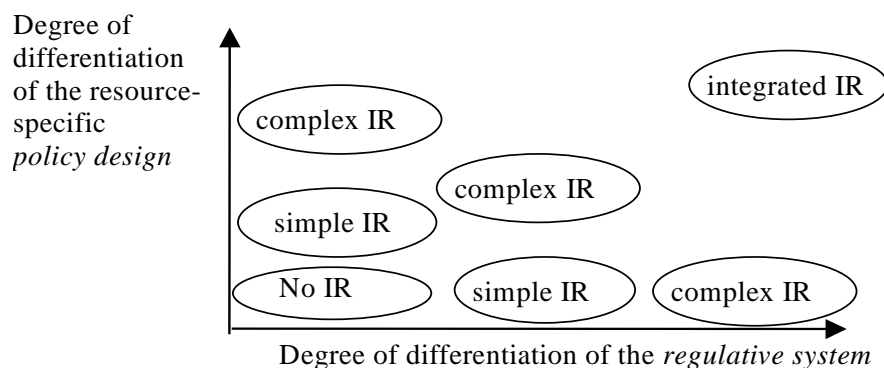 Degree of
differentiation
of the resource-
specific
policy design
integrated IR
complex IR
complex IR
simple IR
No IR
simple IR
complex IR
Degree of differentiation of the regulative system